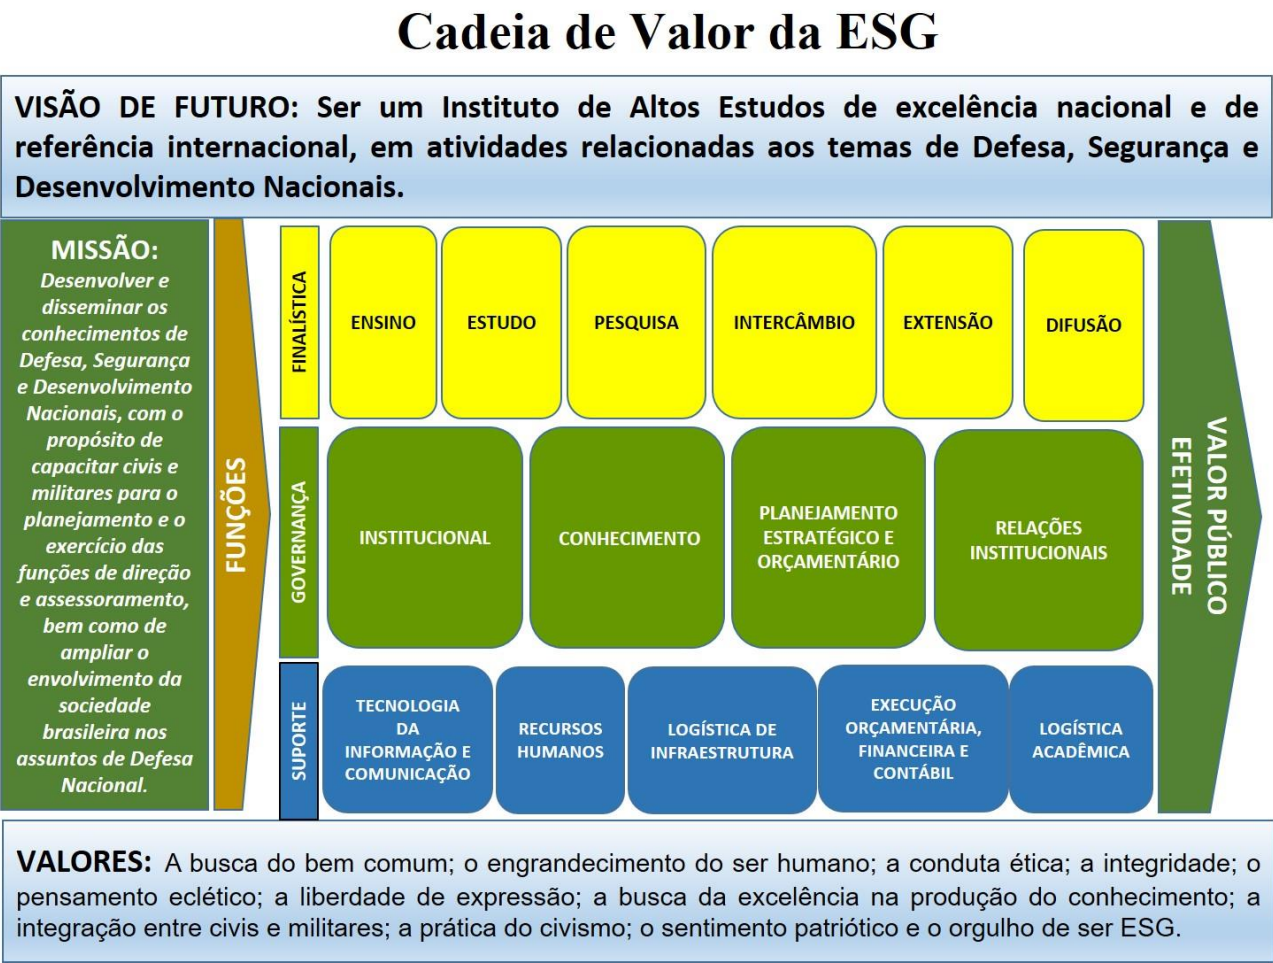 Cadeia de Valor da ESG
VISÃO DE FUTURO: Ser um Instituto de Altos Estudos de excelência nacional e de
referência internacional, em atividades relacionadas aos temas de Defesa, Segurança e
Desenvolvimento Nacionais.
MISSÃO:
Desenvolver e
disseminar os
conhecimentos de
Defesa, Segurança
e Desenvolvimento
Nacionais, com o
propósito de
capacitar civis e
militares para o
planejamento e o
exercício das
funções de direção
e assessoramento,
bem como de
ampliar o
envolvimento da
sociedade
brasileira nos
assuntos de Defesa
Nacional.
FUNÇÕES
FINALÍSTICA
ENSINO
ESTUDO
PESQUISA
INTERCÂMBIO
EXTENSÃO
DIFUSÃO
GOVERNANÇA
INSTITUCIONAL
CONHECIMENTO
PLANEJAMENTO
ESTRATÉGICO E
ORÇAMENTÁRIO
RELAÇÕES
INSTITUCIONAIS
SUPORTE
TECNOLOGIA
DA
INFORMAÇÃO E
COMUNICAÇÃO
RECURSOS
HUMANOS
LOGÍSTICA DE
INFRAESTRUTURA
EXECUÇÃO
ORÇAMENTÁRIA,
FINANCEIRA E
CONTÁBIL
LOGÍSTICA
ACADÊMICA
VALOR PÚBLICO
EFETIVIDADE
VALORES: A busca do bem comum; o engrandecimento do ser humano; a conduta ética; a integridade; o
pensamento eclético; a liberdade de expressão; a busca da excelência na produção do conhecimento; a
integração entre civis e militares; a prática do civismo; o sentimento patriótico e o orgulho de ser ESG.